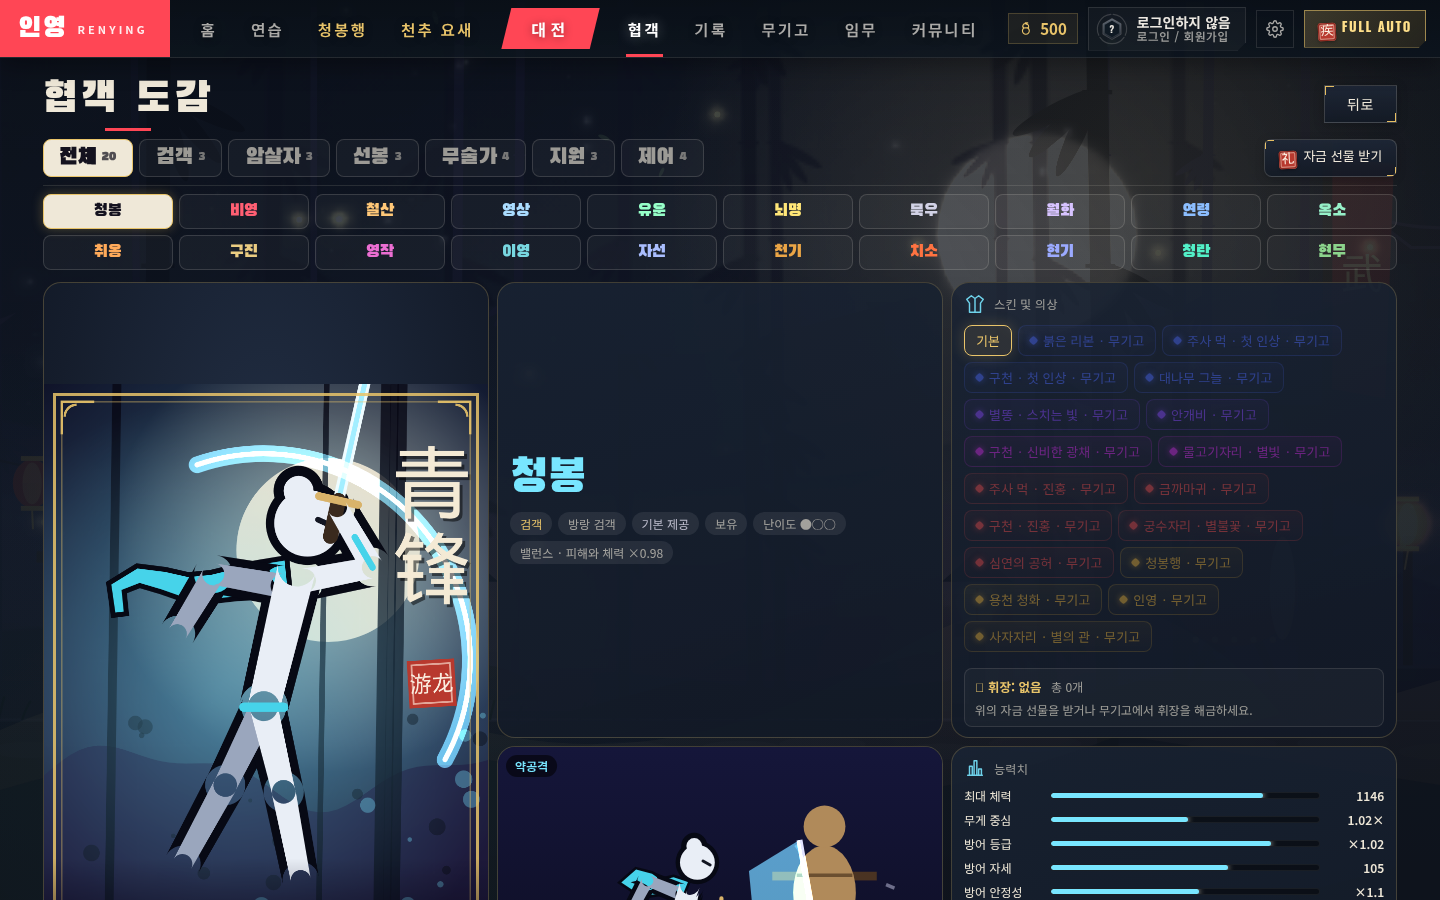 인영 RENYING 홈 연습 청봉행 천추 요새 대전 협객 기록 무기고 임무 커뮤니티 500 ? 로그인하지 않음 疾 FULL AUTO
로그인 / 회원가입
협객 도감
뒤로
전체 20 검객 3 암살자 3 선봉 3 무술가 4 지원 3 제어 4
礼 자금 선물 받기
청봉 비영 철산 영상 유운 뇌명 묵우 월화 연령 옥소
취옹 구진 영작 이영 자선 천기 치소 현기 청란 현무
武
青锋
游龙
청봉
검객 방랑 검객 기본 제공 보유 난이도 ●○○
밸런스 · 피해와 체력 ×0.98
약공격
스킨 및 의상
기본 붉은 리본 · 무기고 주사 먹 · 첫 인상 · 무기고
구천 · 첫 인상 · 무기고 대나무 그늘 · 무기고
별똥 · 스치는 빛 · 무기고 안개비 · 무기고
구천 · 신비한 광채 · 무기고 물고기자리 · 별빛 · 무기고
주사 먹 · 진홍 · 무기고 금까마귀 · 무기고
구천 · 진홍 · 무기고 궁수자리 · 별불꽃 · 무기고
심연의 공허 · 무기고 청봉행 · 무기고
용천 청화 · 무기고 인영 · 무기고
사자자리 · 별의 관 · 무기고
휘장: 없음 총 0개
위의 자금 선물을 받거나 무기고에서 휘장을 해금하세요.
능력치
최대 체력 1146
무게 중심 1.02×
방어 등급 ×1.02
방어 자세 105
방어 안정성 ×1.1